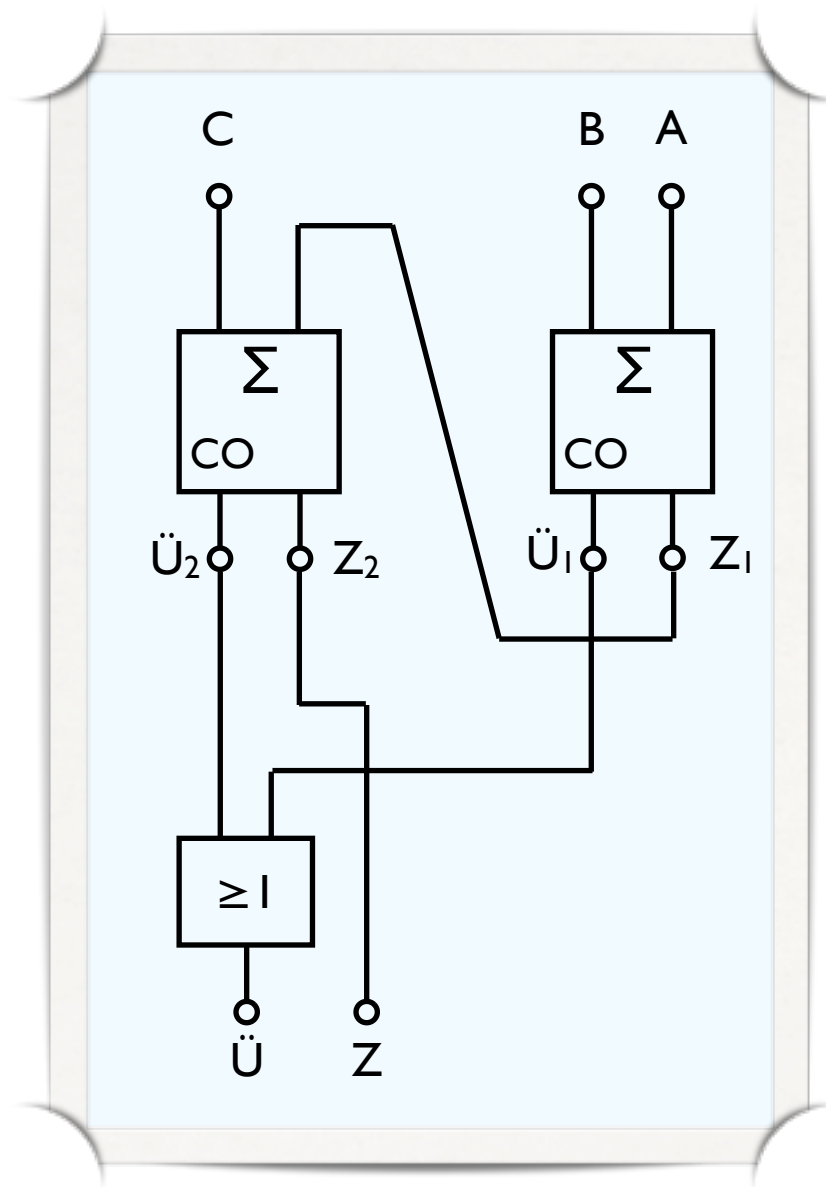 C B A
Σ Σ
CO CO
Ü₂ Z₂ Ü₁ Z₁
≥1
Ü Z